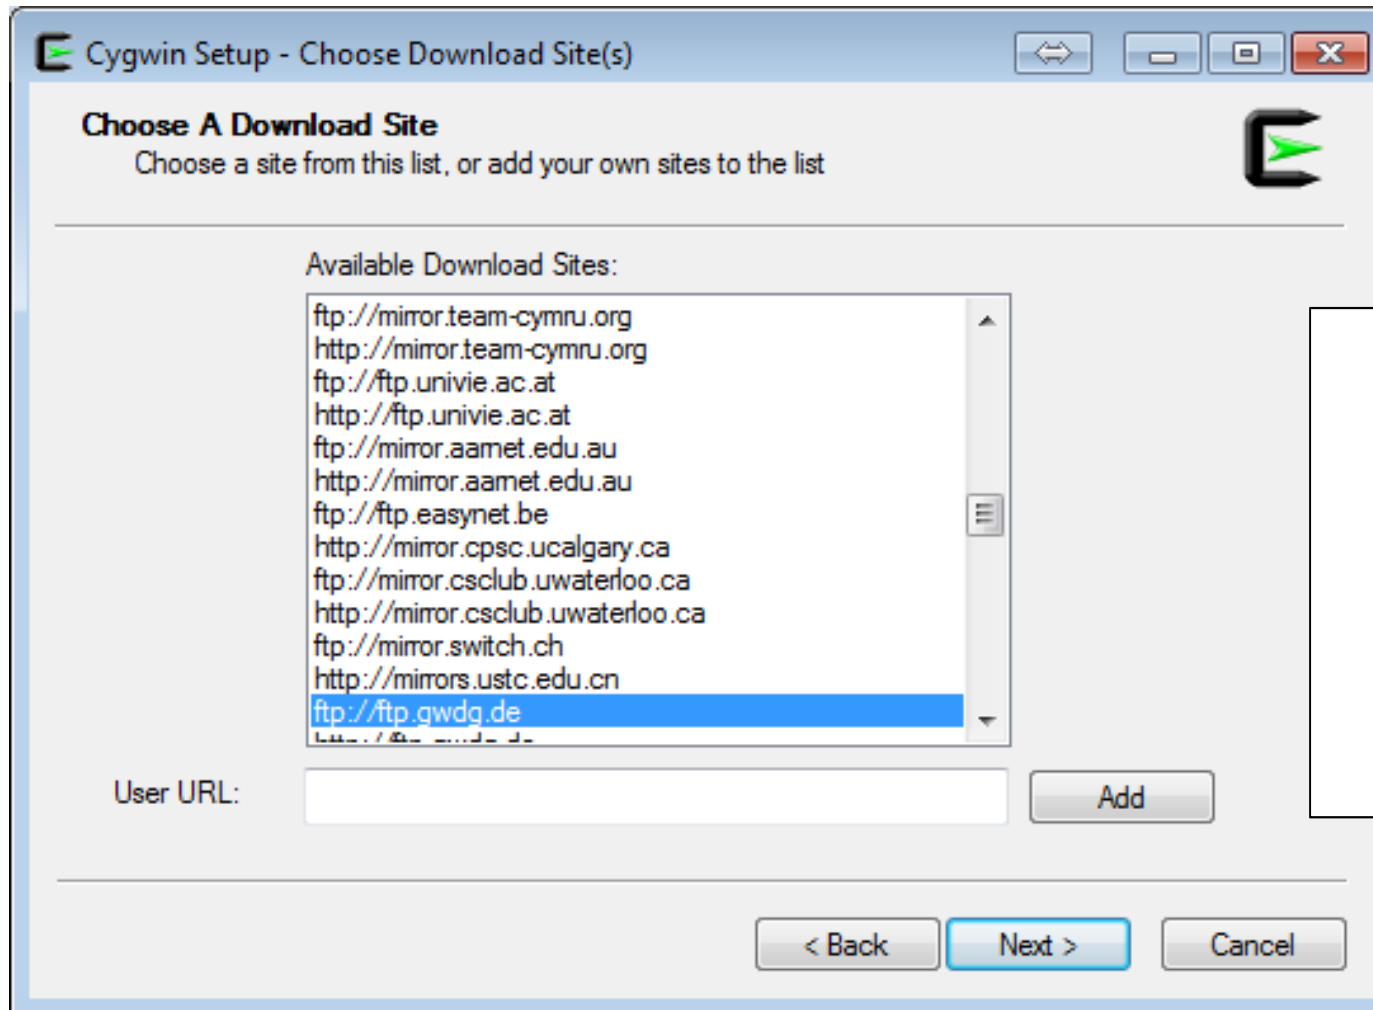 Cygwin Setup - Choose Download Site(s)
Choose A Download Site
Choose a site from this list, or add your own sites to the list
Available Download Sites:
ftp://mirror.team-cymru.org
http://mirror.team-cymru.org
ftp://ftp.univie.ac.at
http://ftp.univie.ac.at
ftp://mirror.aarnet.edu.au
http://mirror.aarnet.edu.au
ftp://ftp.easynet.be
http://mirror.cpsc.ucalgary.ca
ftp://mirror.csclub.uwaterloo.ca
http://mirror.csclub.uwaterloo.ca
ftp://mirror.switch.ch
http://mirrors.ustc.edu.cn
ftp://ftp.gwdg.de
http://ftp.gwdg.de
User URL:
Add
< Back Next > Cancel